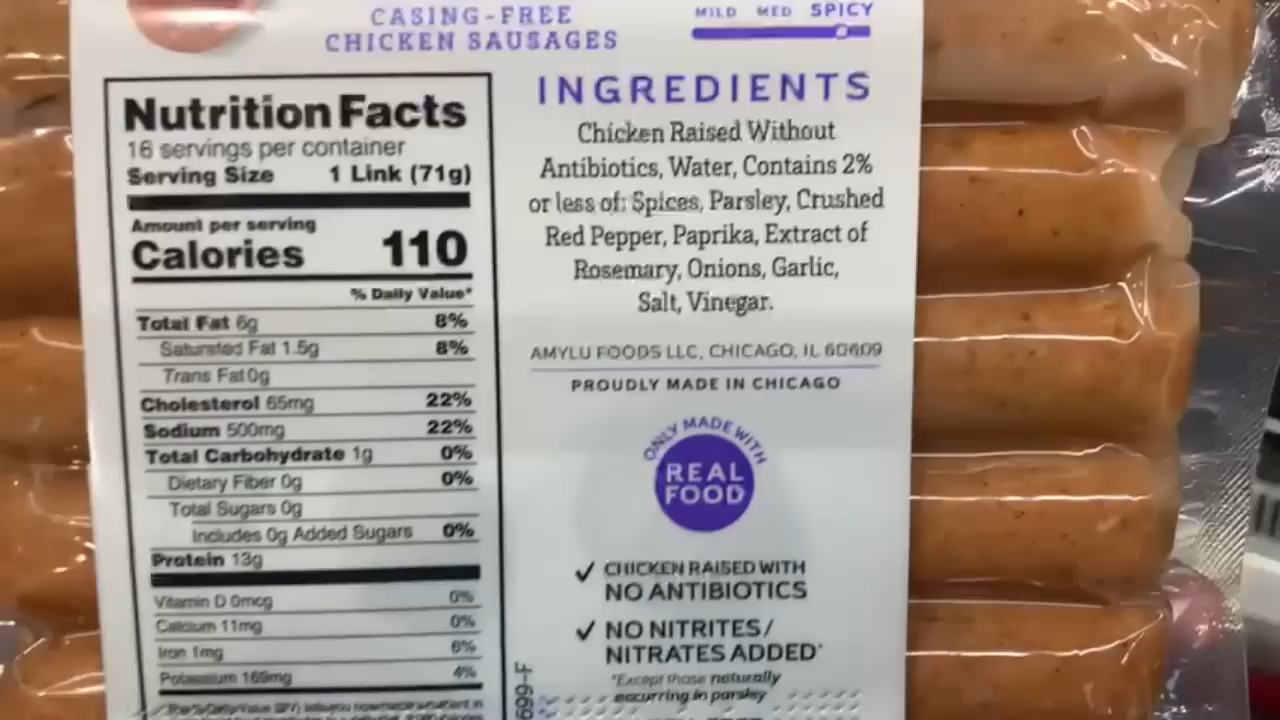 CASING-FREE
CHICKEN SAUSAGES
MILD MED SPICY
Nutrition Facts
16 servings per container
Serving Size 1 Link (71g)
Amount per serving
Calories 110
% Daily Value*
Total Fat 6g 8%
Saturated Fat 1.5g 8%
Trans Fat 0g
Cholesterol 65mg 22%
Sodium 500mg 22%
Total Carbohydrate 1g 0%
Dietary Fiber 0g 0%
Total Sugars 0g
Includes 0g Added Sugars 0%
Protein 13g
Vitamin D 0mcg 0%
Calcium 11mg 0%
Iron 1mg 6%
Potassium 169mg 4%
INGREDIENTS
Chicken Raised Without
Antibiotics, Water, Contains 2%
or less of: Spices, Parsley, Crushed
Red Pepper, Paprika, Extract of
Rosemary, Onions, Garlic,
Salt, Vinegar.
AMYLU FOODS LLC, CHICAGO, IL 60609
PROUDLY MADE IN CHICAGO
ONLY MADE WITH
REAL
FOOD
✓ CHICKEN RAISED WITH
NO ANTIBIOTICS
✓ NO NITRITES/
NITRATES ADDED*
*Except those naturally
occurring in parsley
699-F